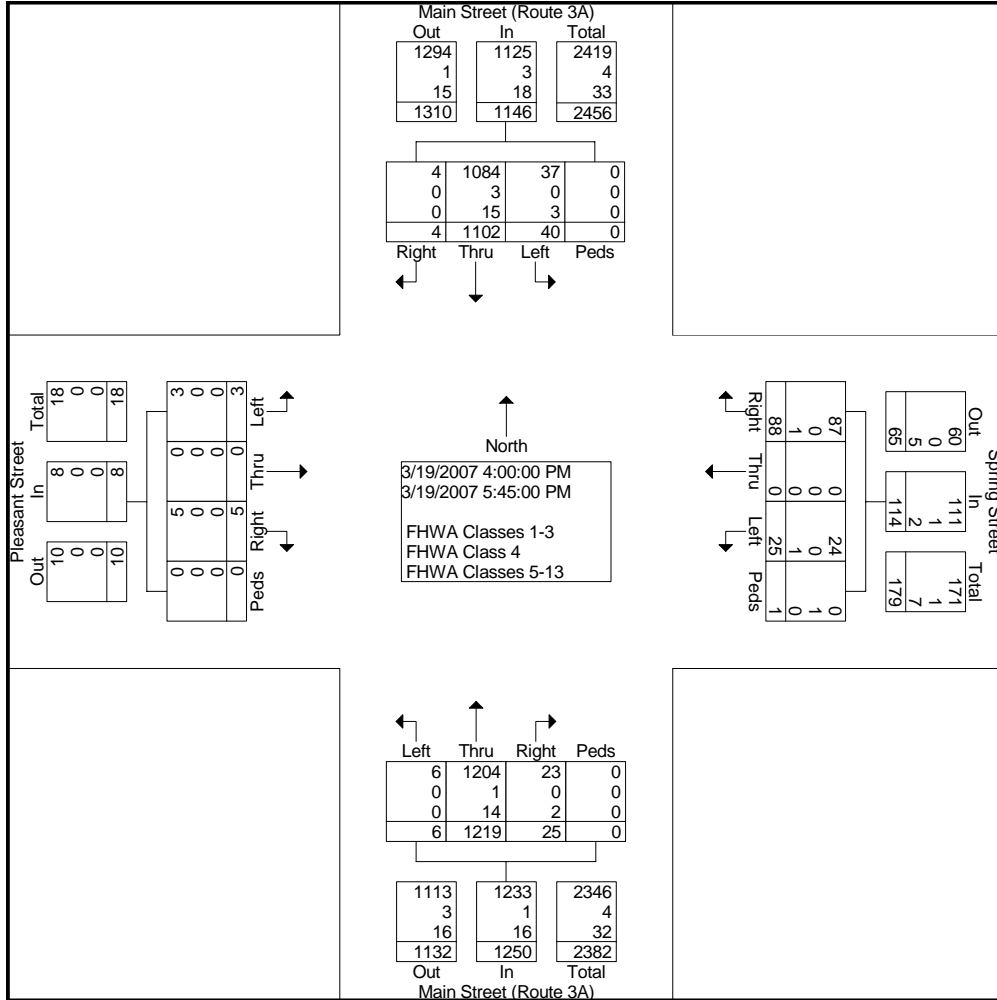 Main Street (Route 3A)
Out In Total
1294 1125 2419
1 3 4
15 18 33
1310 1146 2456
4 1084 37 0
0 3 0 0
0 15 3 0
4 1102 40 0
Right Thru Left Peds
Pleasant Street
Total In Out
18 0 0 18
8 0 0 8
10 0 0 10
3 0 0 3
0 0 0 0
5 0 0 5
0 0 0 0
Left Thru Right Peds
North
3/19/2007 4:00:00 PM
3/19/2007 5:45:00 PM
FHWA Classes 1-3
FHWA Class 4
FHWA Classes 5-13
Right Thru Left Peds
87 0 1 88
0 0 0 0
24 0 1 25
0 1 0 1
Out In Total
60 0 5 65
111 1 2 114
171 1 7 179
Spring Street
Left Thru Right Peds
6 1204 23 0
0 1 0 0
0 14 2 0
6 1219 25 0
1113 1233 2346
3 1 4
16 16 32
1132 1250 2382
Out In Total
Main Street (Route 3A)